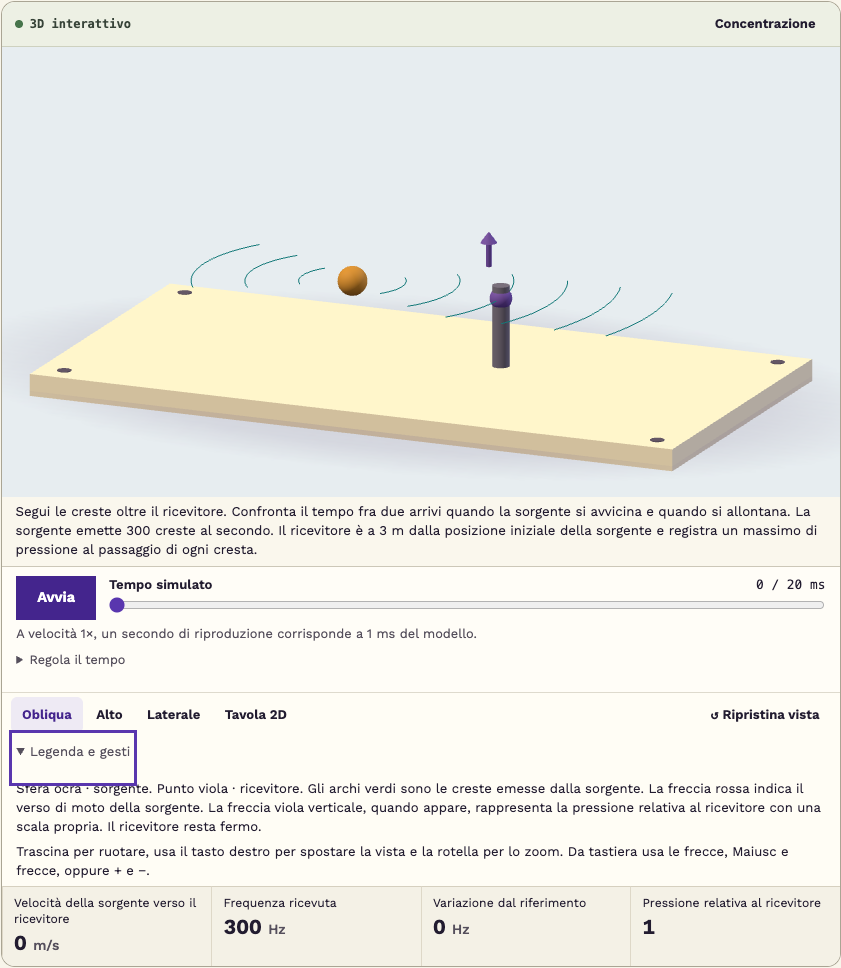 3D interattivo
Concentrazione
Segui le creste oltre il ricevitore. Confronta il tempo fra due arrivi quando la sorgente si avvicina e quando si allontana. La
sorgente emette 300 creste al secondo. Il ricevitore è a 3 m dalla posizione iniziale della sorgente e registra un massimo di
pressione al passaggio di ogni cresta.
Avvia
Tempo simulato
0 / 20 ms
A velocità 1×, un secondo di riproduzione corrisponde a 1 ms del modello.
▶ Regola il tempo
Obliqua
Alto
Laterale
Tavola 2D
↺ Ripristina vista
▼ Legenda e gesti
Sfera ocra · sorgente. Punto viola · ricevitore. Gli archi verdi sono le creste emesse dalla sorgente. La freccia rossa indica il
verso di moto della sorgente. La freccia viola verticale, quando appare, rappresenta la pressione relativa al ricevitore con una
scala propria. Il ricevitore resta fermo.
Trascina per ruotare, usa il tasto destro per spostare la vista e la rotella per lo zoom. Da tastiera usa le frecce, Maiusc e
frecce, oppure + e −.
Velocità della sorgente verso il
ricevitore
0 m/s
Frequenza ricevuta
300 Hz
Variazione dal riferimento
0 Hz
Pressione relativa al ricevitore
1